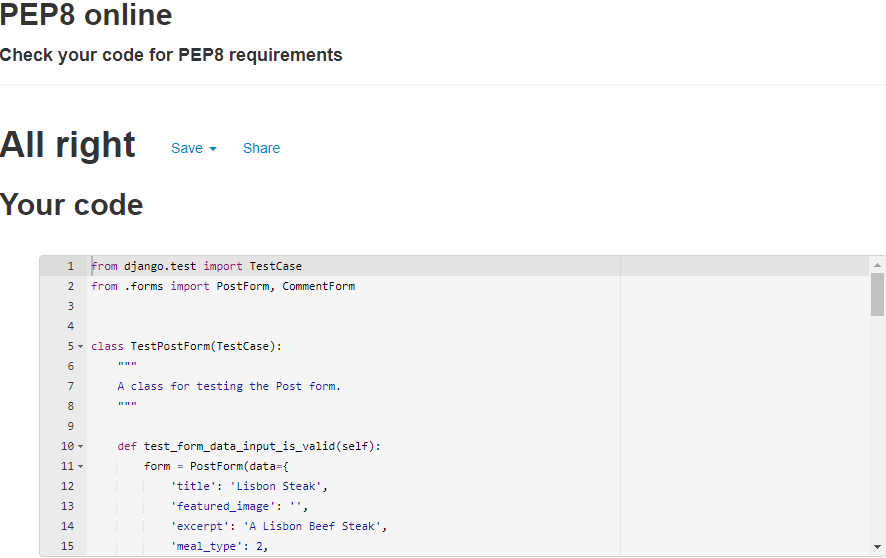 PEP8 online
Check your code for PEP8 requirements
All right Save Share
Your code
1 from django.test import TestCase
2 from .forms import PostForm, CommentForm
3
4
5 class TestPostForm(TestCase):
6     """
7     A class for testing the Post form.
8     """
9
10     def test_form_data_input_is_valid(self):
11         form = PostForm(data={
12             'title': 'Lisbon Steak',
13             'featured_image': '',
14             'excerpt': 'A Lisbon Beef Steak',
15             'meal_type': 2,